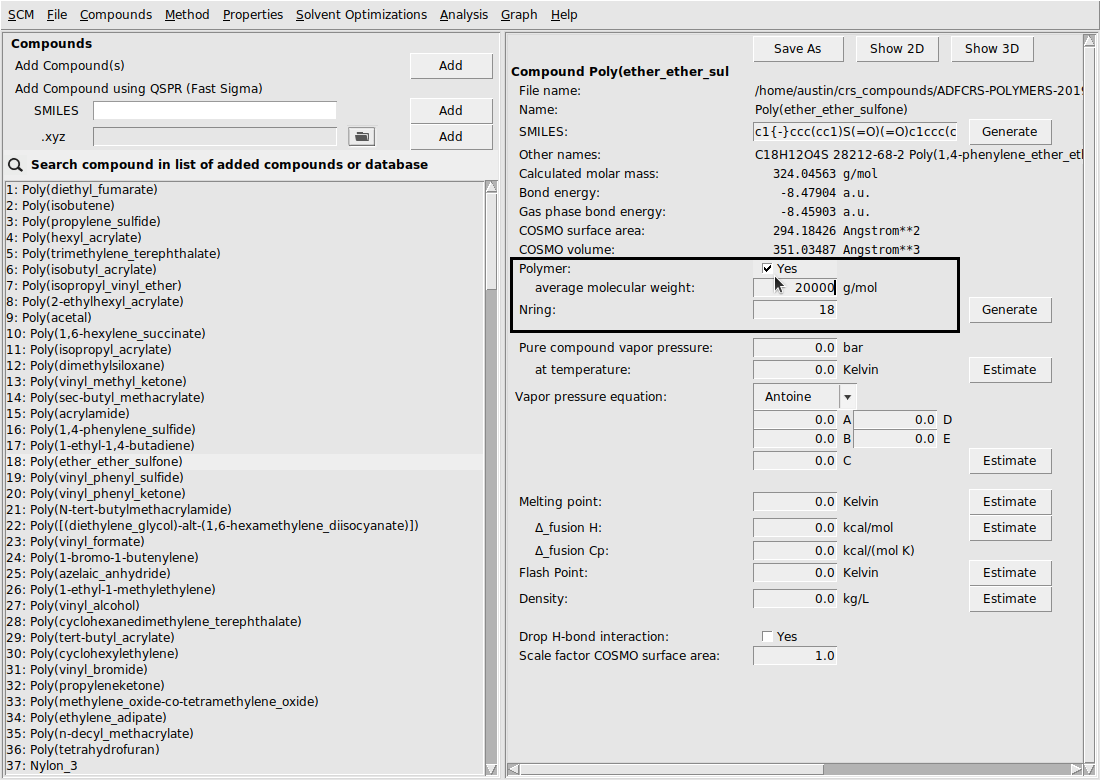 SCM File Compounds Method Properties Solvent Optimizations Analysis Graph Help
Compounds
Add Compound(s) Add
Add Compound using QSPR (Fast Sigma)
SMILES Add
.xyz Add
Search compound in list of added compounds or database
1: Poly(diethyl_fumarate)
2: Poly(isobutene)
3: Poly(propylene_sulfide)
4: Poly(hexyl_acrylate)
5: Poly(trimethylene_terephthalate)
6: Poly(isobutyl_acrylate)
7: Poly(isopropyl_vinyl_ether)
8: Poly(2-ethylhexyl_acrylate)
9: Poly(acetal)
10: Poly(1,6-hexylene_succinate)
11: Poly(isopropyl_acrylate)
12: Poly(dimethylsiloxane)
13: Poly(vinyl_methyl_ketone)
14: Poly(sec-butyl_methacrylate)
15: Poly(acrylamide)
16: Poly(1,4-phenylene_sulfide)
17: Poly(1-ethyl-1,4-butadiene)
18: Poly(ether_ether_sulfone)
19: Poly(vinyl_phenyl_sulfide)
20: Poly(vinyl_phenyl_ketone)
21: Poly(N-tert-butylmethacrylamide)
22: Poly([(diethylene_glycol)-alt-(1,6-hexamethylene_diisocyanate)])
23: Poly(vinyl_formate)
24: Poly(1-bromo-1-butenylene)
25: Poly(azelaic_anhydride)
26: Poly(1-ethyl-1-methylethylene)
27: Poly(vinyl_alcohol)
28: Poly(cyclohexanedimethylene_terephthalate)
29: Poly(tert-butyl_acrylate)
30: Poly(cyclohexylethylene)
31: Poly(vinyl_bromide)
32: Poly(propyleneketone)
33: Poly(methylene_oxide-co-tetramethylene_oxide)
34: Poly(ethylene_adipate)
35: Poly(n-decyl_methacrylate)
36: Poly(tetrahydrofuran)
37: Nylon_3
Save As Show 2D Show 3D
Compound Poly(ether_ether_sul
File name: /home/austin/crs_compounds/ADFCRS-POLYMERS-2019
Name: Poly(ether_ether_sulfone)
SMILES: c1{-}ccc(cc1)S(=O)(=O)c1ccc(c Generate
Other names: C18H12O4S 28212-68-2 Poly(1,4-phenylene_ether_et
Calculated molar mass: 324.04563 g/mol
Bond energy: -8.47904 a.u.
Gas phase bond energy: -8.45903 a.u.
COSMO surface area: 294.18426 Angstrom**2
COSMO volume: 351.03487 Angstrom**3
Polymer: Yes
average molecular weight: 20000 g/mol
Nring: 18 Generate
Pure compound vapor pressure: 0.0 bar
at temperature: 0.0 Kelvin Estimate
Vapor pressure equation: Antoine
0.0 A 0.0 D
0.0 B 0.0 E
0.0 C Estimate
Melting point: 0.0 Kelvin Estimate
Δ_fusion H: 0.0 kcal/mol Estimate
Δ_fusion Cp: 0.0 kcal/(mol K)
Flash Point: 0.0 Kelvin Estimate
Density: 0.0 kg/L Estimate
Drop H-bond interaction: Yes
Scale factor COSMO surface area: 1.0